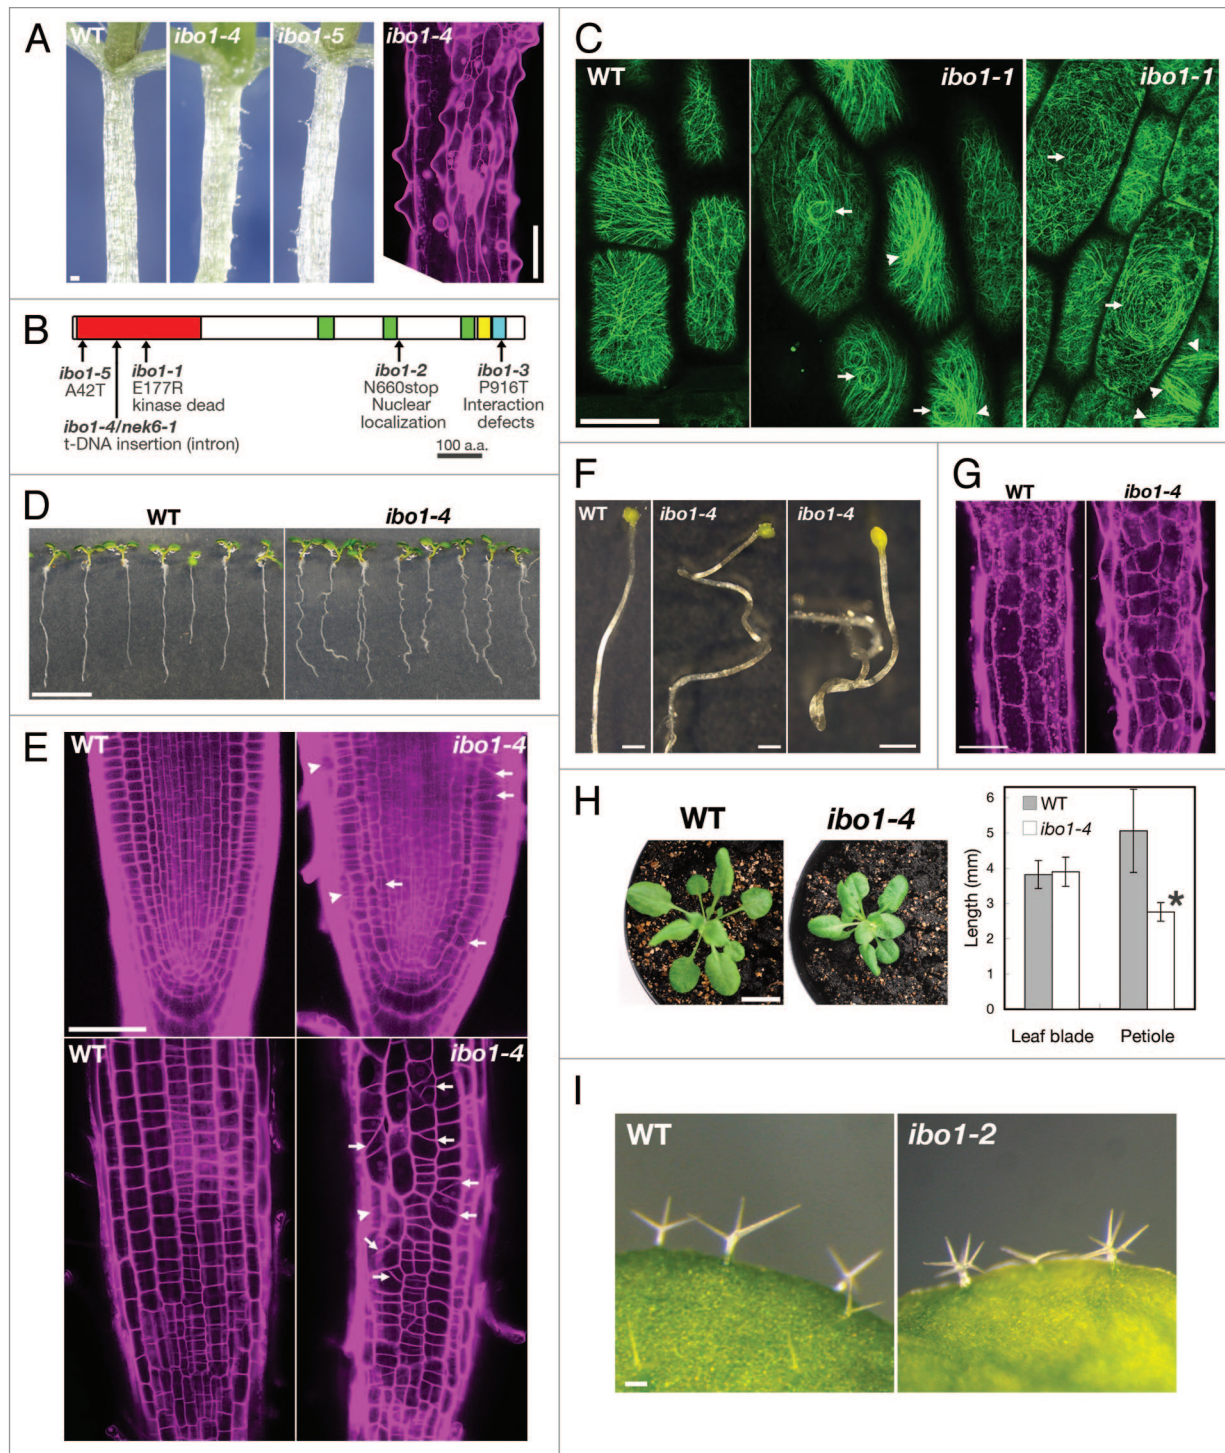 A
WT
ibo1-4
ibo1-5
ibo1-4
B
ibo1-5
A42T
ibo1-1
E177R
kinase dead
ibo1-4/nek6-1
t-DNA insertion (intron)
ibo1-2
N660stop
Nuclear
localization
ibo1-3
P916T
Interaction
defects
100 a.a.
C
WT
ibo1-1
ibo1-1
D
WT
ibo1-4
E
WT
ibo1-4
WT
ibo1-4
F
WT
ibo1-4
ibo1-4
G
WT
ibo1-4
H
WT
ibo1-4
Length (mm)
6
5
4
3
2
1
0
WT
ibo1-4
*
Leaf blade
Petiole
I
WT
ibo1-2